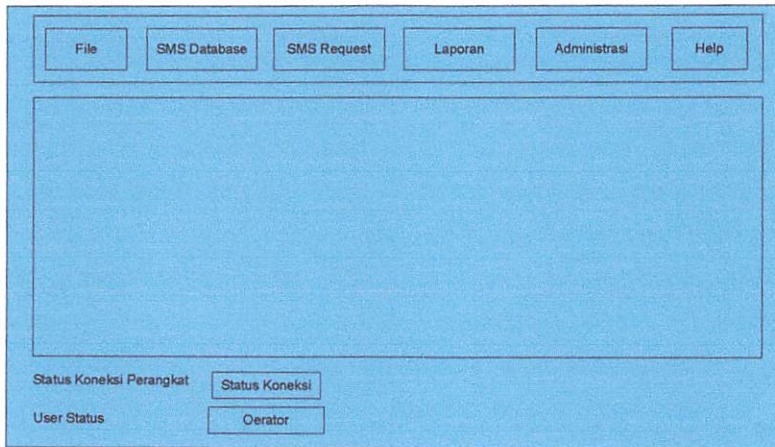 File SMS Database SMS Request Laporan Administrasi Help
Status Koneksi Perangkat Status Koneksi
User Status Oerator